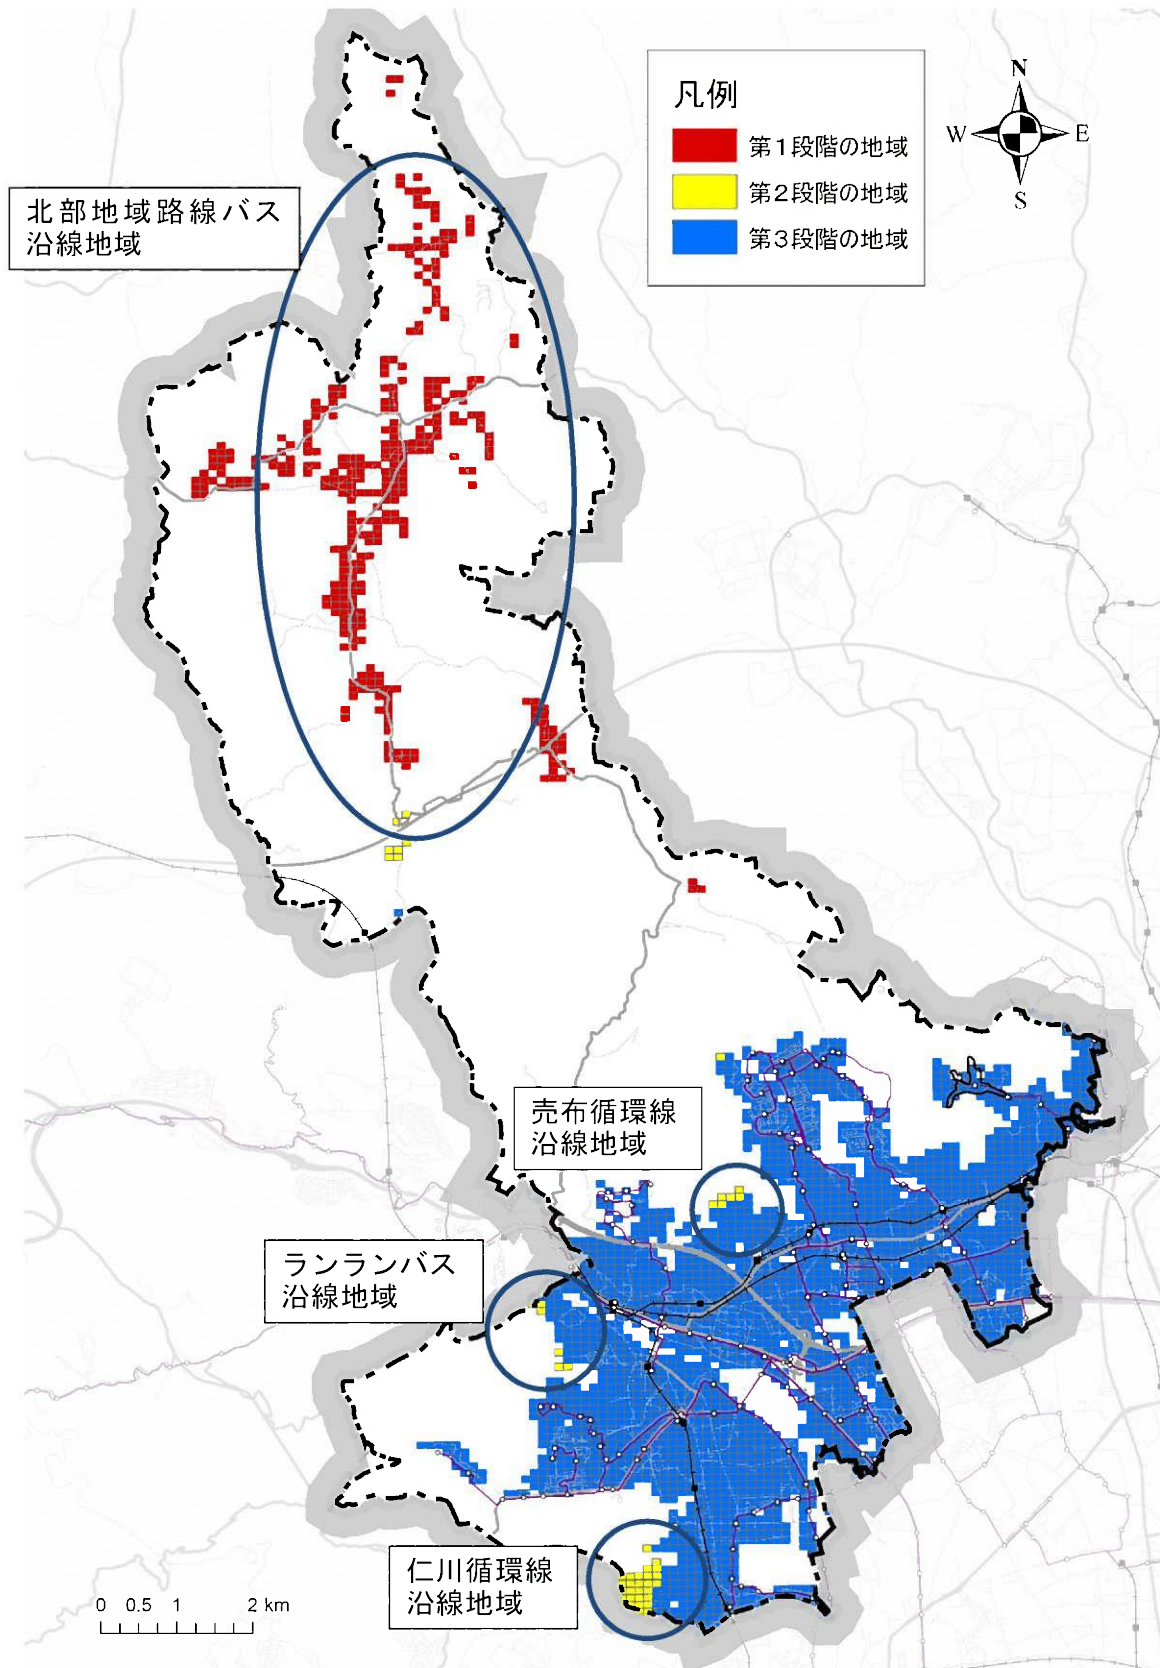 凡例
第1段階の地域
第2段階の地域
第3段階の地域
N
W
E
S
北部地域路線バス
沿線地域
売布循環線
沿線地域
ランランバス
沿線地域
仁川循環線
沿線地域
0 0.5 1 2 km